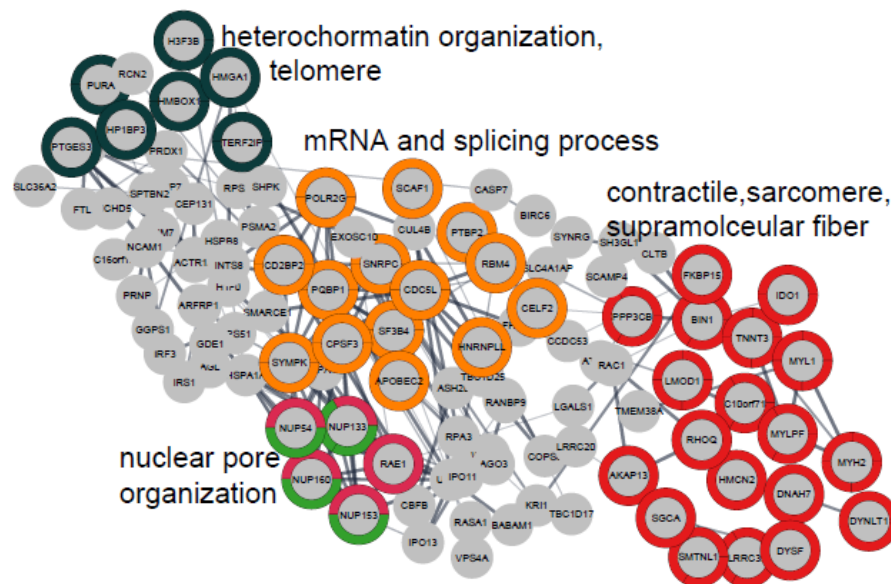 heterochormatin organization,
telomere
mRNA and splicing process
contractile,sarcomere,
supramolceular fiber
nuclear pore
organization
H3F3B
RCN2
PURA
HMGA1
HMBOX1
HP1BP3
PTGES3
TERF2IP
PRDX1
SLC36A2
SPTBN2
FTL
CHD5
CEP131
RPS
SHPK
NCAM1
HSPR8
PSMA2
ACTR1
INTS8
PRNP
ARFRP1
SMARCE1
GGPS1
IRF3
GDE1
IRS1
HSPA1A
POLR2G
SCAF1
CASP7
BIRC6
EXOSC10
CUL4B
PTBP2
SYNRG
SH3GL1
CLTB
CD2BP2
SNRPC
RBM4
SLC4A1AP
SCAMP4
FKBP15
PQBP1
CDC5L
CELF2
PPP3CB
BIN1
IDO1
SYMPK
CPSF3
SF3B4
HNRNPLL
CCDC53
TNNT3
RAC1
MYL1
APOBEC2
TBC1D25
LMOD1
C10orf71
RANBP9
LGALS1
TMEM38A
NUP54
NUP133
RPA3
RHOQ
MYLPF
RAE1
AGO3
LRRC20
MYH2
NUP160
IPO11
AKAP13
HMCN2
DNAH7
NUP153
CBFB
KRI1
TBC1D17
RASA1
BABAM1
SGCA
DYNLT1
IPO13
VPS4A
SMTNL1
LRRC3
DYSF